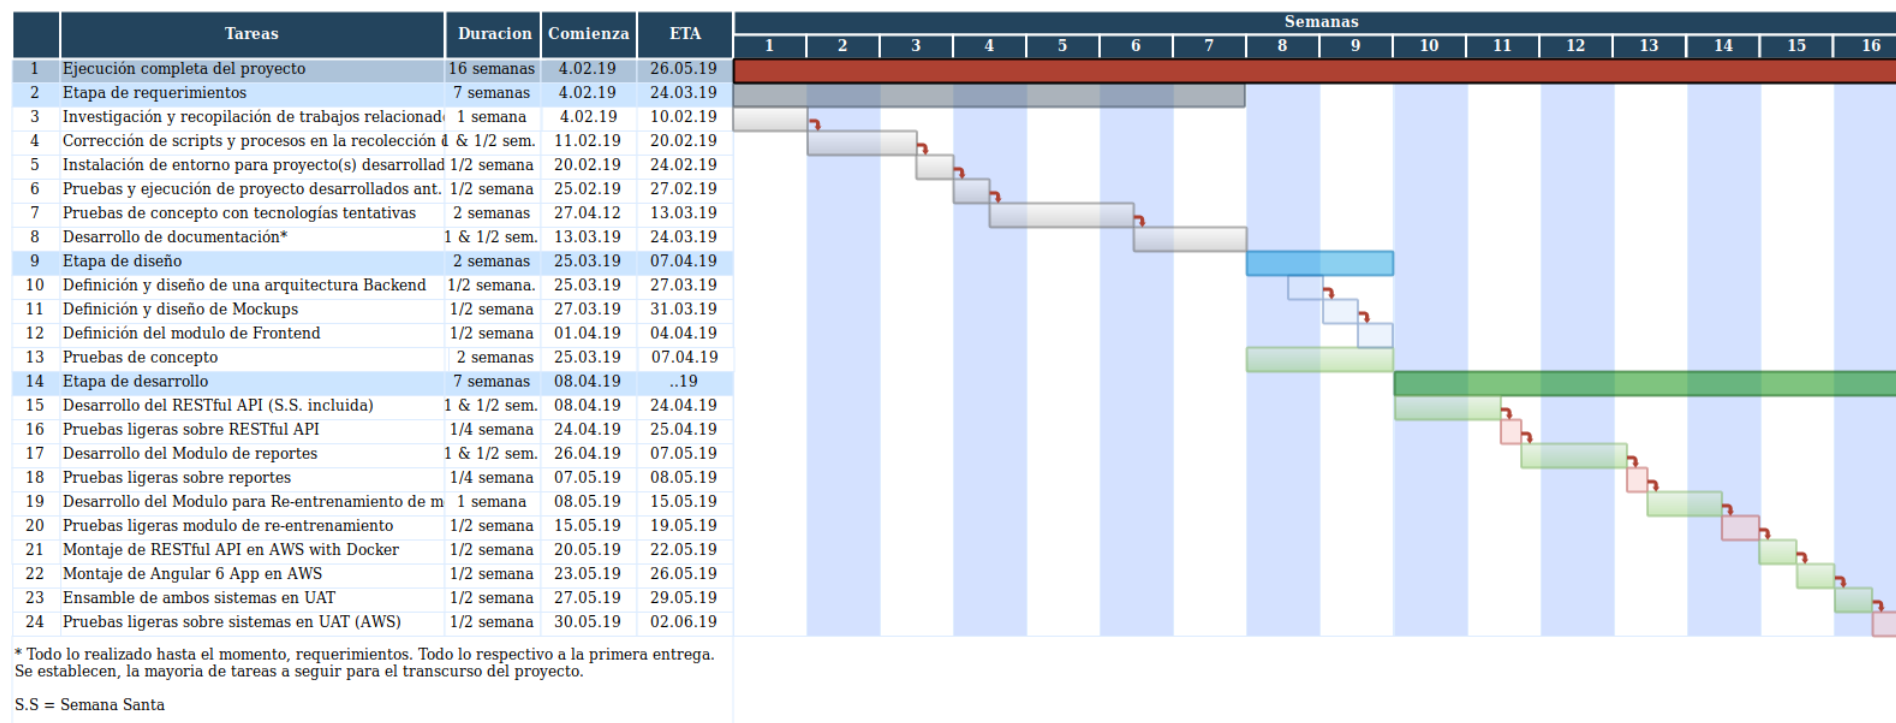 Tareas Duracion Comienza ETA Semanas
1 2 3 4 5 6 7 8 9 10 11 12 13 14 15 16
1 Ejecución completa del proyecto 16 semanas 4.02.19 26.05.19
2 Etapa de requerimientos 7 semanas 4.02.19 24.03.19
3 Investigación y recopilación de trabajos relacionad 1 semana 4.02.19 10.02.19
4 Corrección de scripts y procesos en la recolección d 1 & 1/2 sem. 11.02.19 20.02.19
5 Instalación de entorno para proyecto(s) desarrollad 1/2 semana 20.02.19 24.02.19
6 Pruebas y ejecución de proyecto desarrollados ant. 1/2 semana 25.02.19 27.02.19
7 Pruebas de concepto con tecnologías tentativas 2 semanas 27.04.12 13.03.19
8 Desarrollo de documentación* 1 & 1/2 sem. 13.03.19 24.03.19
9 Etapa de diseño 2 semanas 25.03.19 07.04.19
10 Definición y diseño de una arquitectura Backend 1/2 semana. 25.03.19 27.03.19
11 Definición y diseño de Mockups 1/2 semana 27.03.19 31.03.19
12 Definición del modulo de Frontend 1/2 semana 01.04.19 04.04.19
13 Pruebas de concepto 2 semanas 25.03.19 07.04.19
14 Etapa de desarrollo 7 semanas 08.04.19 ..19
15 Desarrollo del RESTful API (S.S. incluida) 1 & 1/2 sem. 08.04.19 24.04.19
16 Pruebas ligeras sobre RESTful API 1/4 semana 24.04.19 25.04.19
17 Desarrollo del Modulo de reportes 1 & 1/2 sem. 26.04.19 07.05.19
18 Pruebas ligeras sobre reportes 1/4 semana 07.05.19 08.05.19
19 Desarrollo del Modulo para Re-entrenamiento de m 1 semana 08.05.19 15.05.19
20 Pruebas ligeras modulo de re-entrenamiento 1/2 semana 15.05.19 19.05.19
21 Montaje de RESTful API en AWS with Docker 1/2 semana 20.05.19 22.05.19
22 Montaje de Angular 6 App en AWS 1/2 semana 23.05.19 26.05.19
23 Ensamble de ambos sistemas en UAT 1/2 semana 27.05.19 29.05.19
24 Pruebas ligeras sobre sistemas en UAT (AWS) 1/2 semana 30.05.19 02.06.19
* Todo lo realizado hasta el momento, requerimientos. Todo lo respectivo a la primera entrega.
Se establecen, la mayoria de tareas a seguir para el transcurso del proyecto.
S.S = Semana Santa